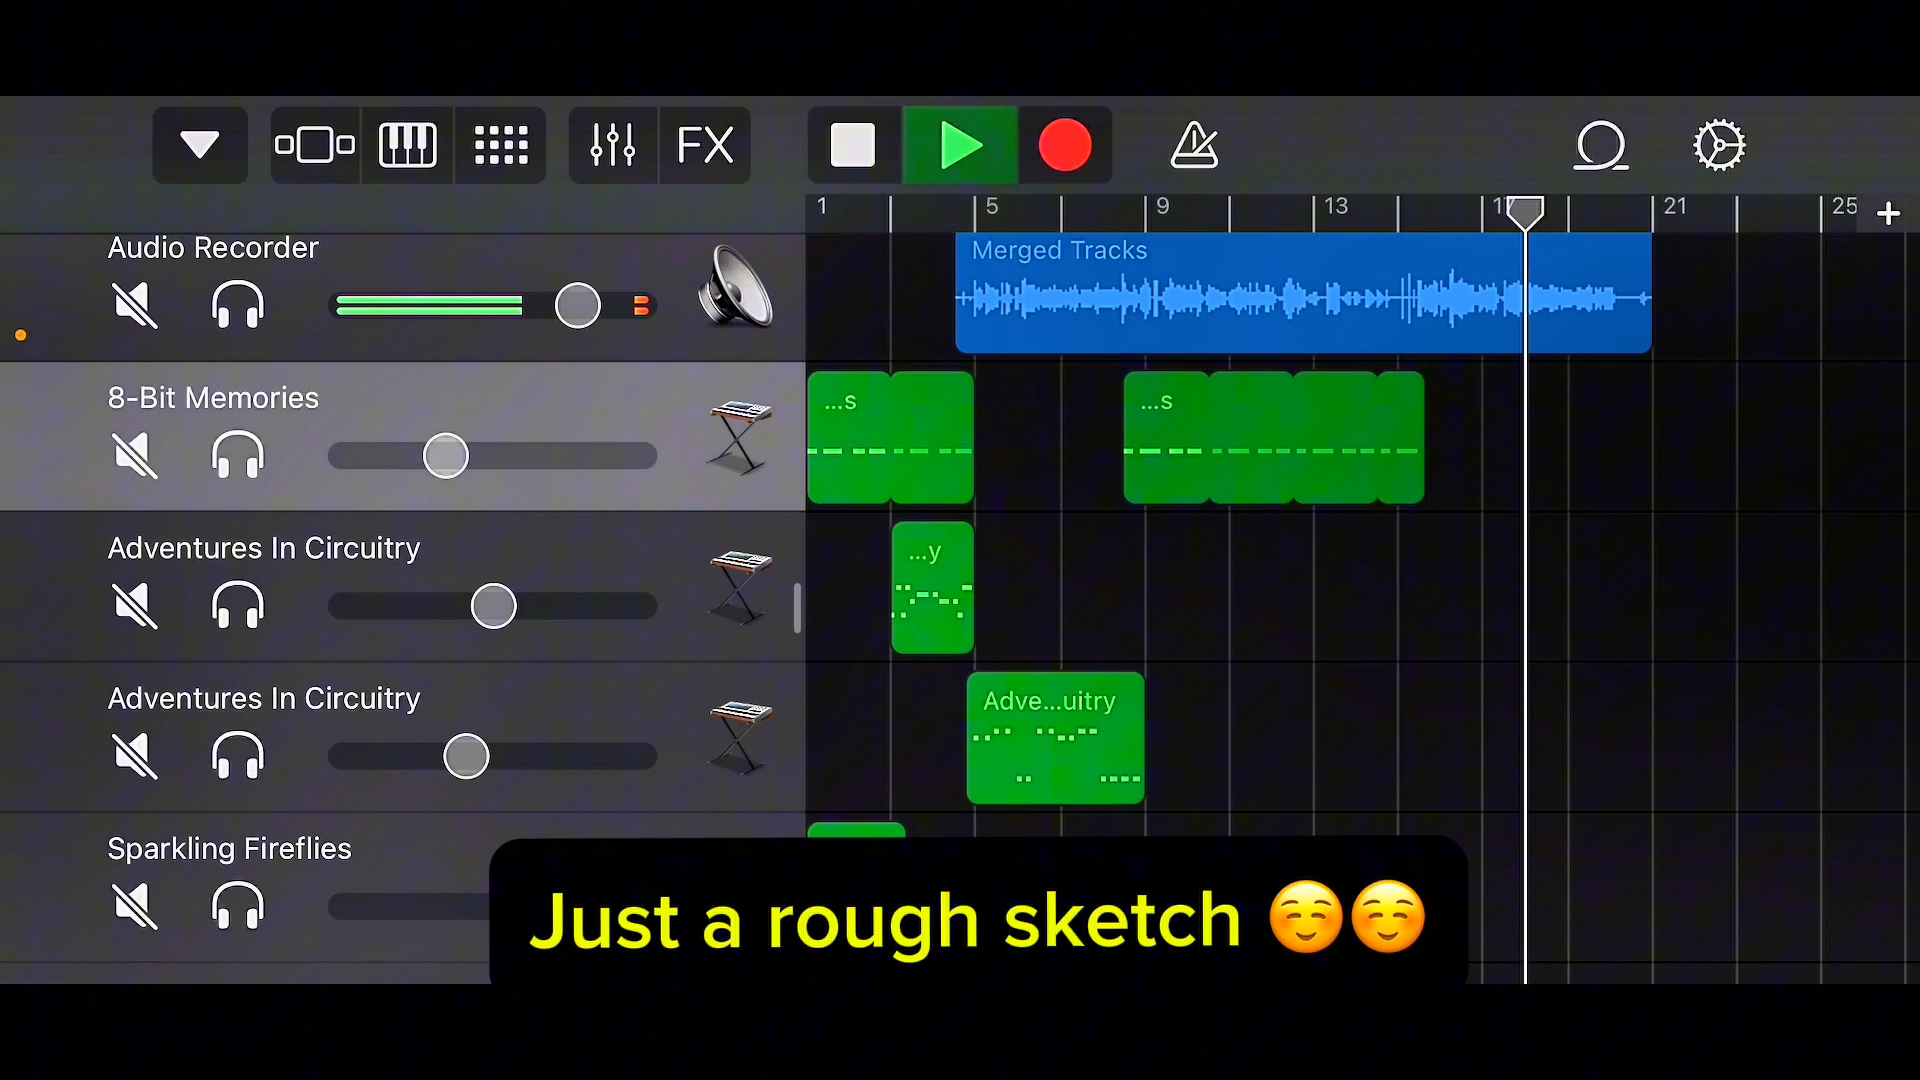 FX
1
5
9
13
21
25
Audio Recorder
Merged Tracks
8-Bit Memories
...s
...s
Adventures In Circuitry
...y
Adventures In Circuitry
Adve...uitry
Sparkling Fireflies
Just a rough sketch ☺️☺️